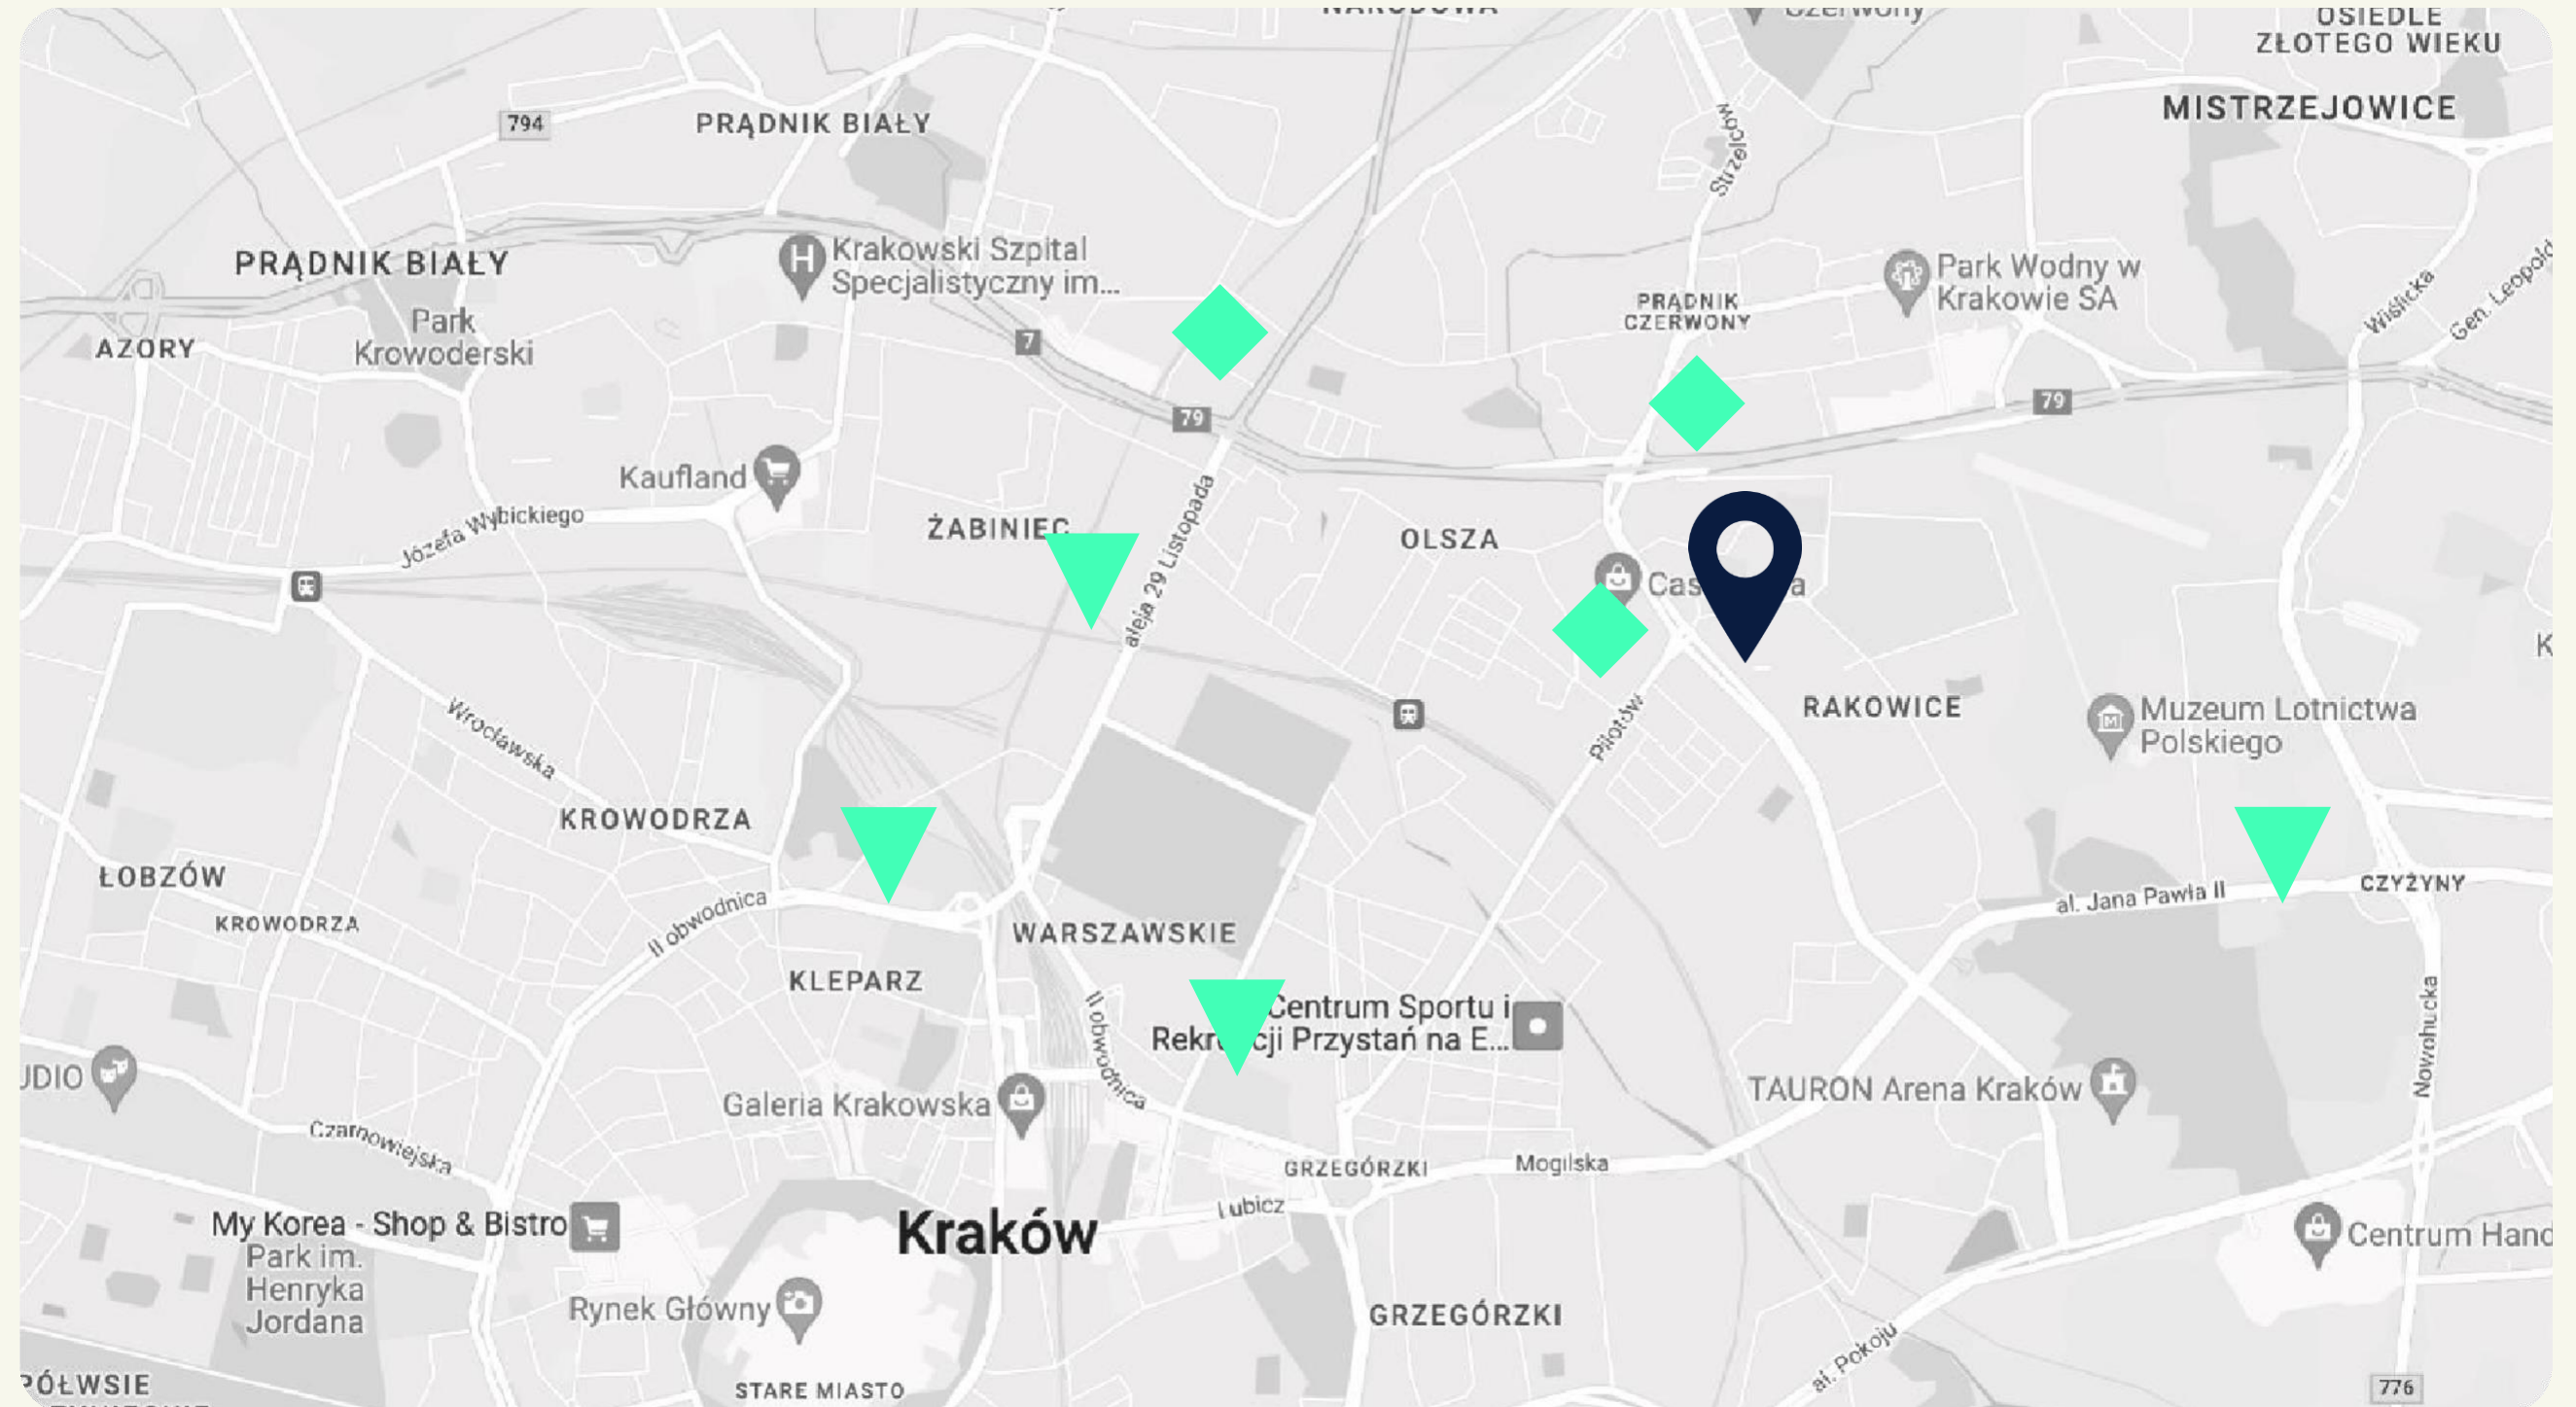 OSIEDLE
ZŁOTEGO WIEKU
MISTRZEJOWICE
794
PRĄDNIK BIAŁY
Strzelców
Krakowski Szpital
Specjalistyczny im...
PRĄDNIK BIAŁY
Park
Krowoderski
AZORY
7
79
PRĄDNIK
CZERWONY
Park Wodny w
Krakowie SA
Wiślicka
Gen. Leopold
79
Kaufland
Józefa Wybickiego
ŻABINIEC
aleja 29 Listopada
OLSZA
Cas
a
K
RAKOWICE
Muzeum Lotnictwa
Polskiego
Pilotów
Wrocławska
KROWODRZA
ŁOBZÓW
KROWODRZA
II obwodnica
WARSZAWSKIE
al. Jana Pawła II
CZYŻYNY
KLEPARZ
II obwodnica
Centrum Sportu i
Przystań na E...
Nowohucka
JDIO
Galeria Krakowska
TAURON Arena Kraków
Czarnowiejska
GRZEGÓRZKI
Mogilska
Lubicz
My Korea - Shop & Bistro
Park im.
Henryka
Jordana
Kraków
Centrum Hand
Rynek Główny
GRZEGÓRZKI
al. Pokoju
PÓŁWSIE
STARE MIASTO
776